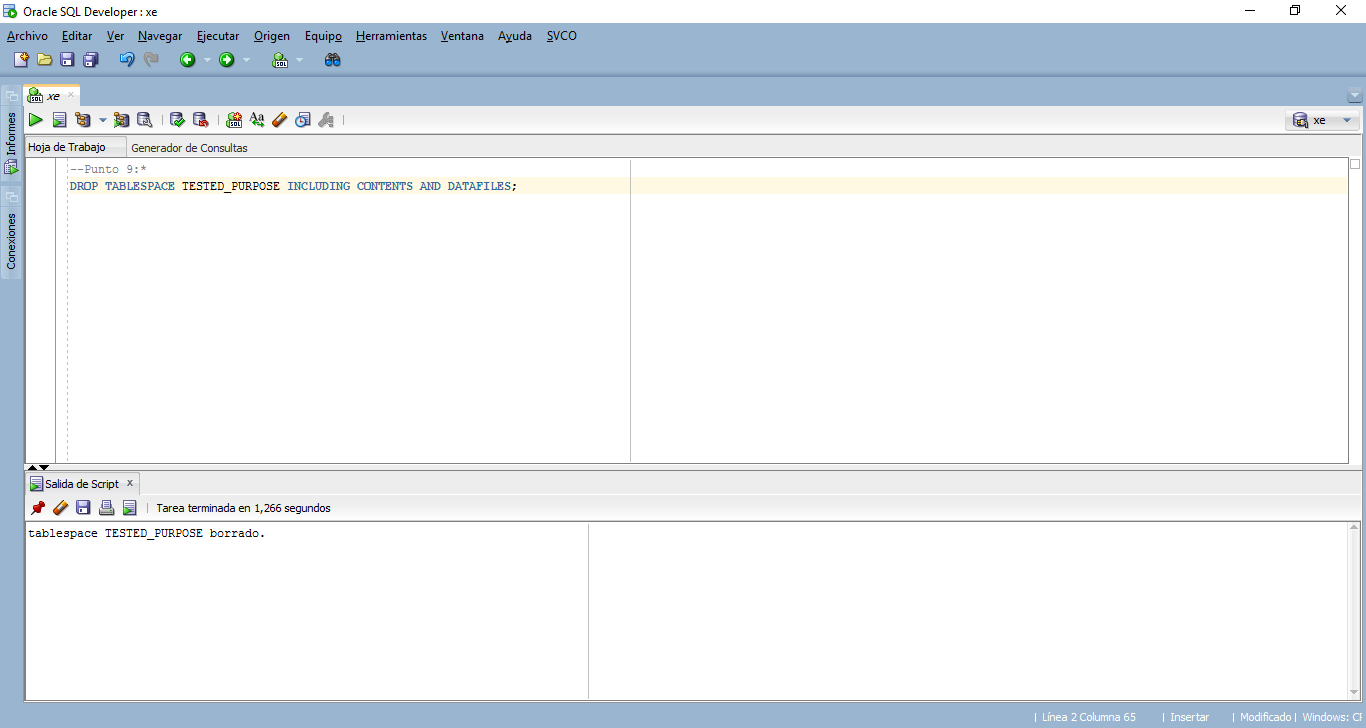 Oracle SQL Developer : xe
Archivo Editar Ver Navegar Ejecutar Origen Equipo Herramientas Ventana Ayuda SVCO
xe
xe
Informes
Conexiones
Hoja de Trabajo Generador de Consultas
--Punto 9:*
DROP TABLESPACE TESTED_PURPOSE INCLUDING CONTENTS AND DATAFILES;
Salida de Script x
Tarea terminada en 1,266 segundos
tablespace TESTED_PURPOSE borrado.
| Línea 2 Columna 65 | Insertar | Modificado | Windows: CF